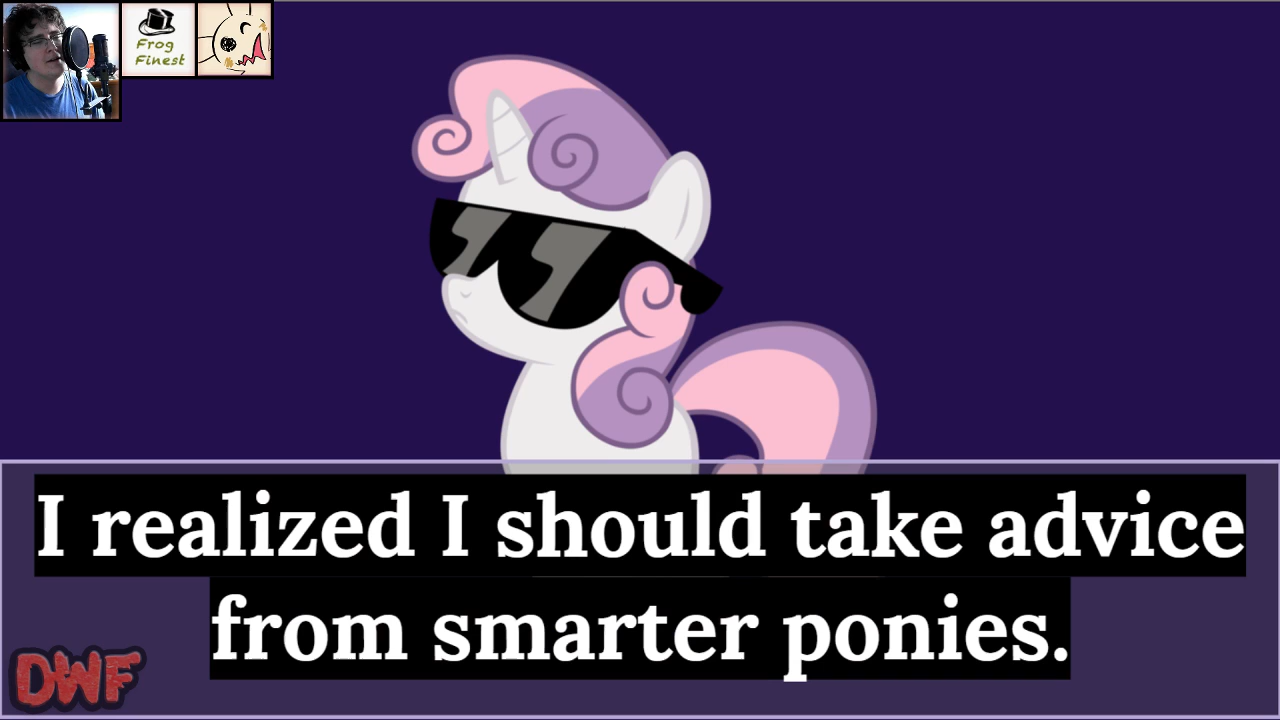 Frog
Finest
I realized I should take advice
from smarter ponies.
DWF